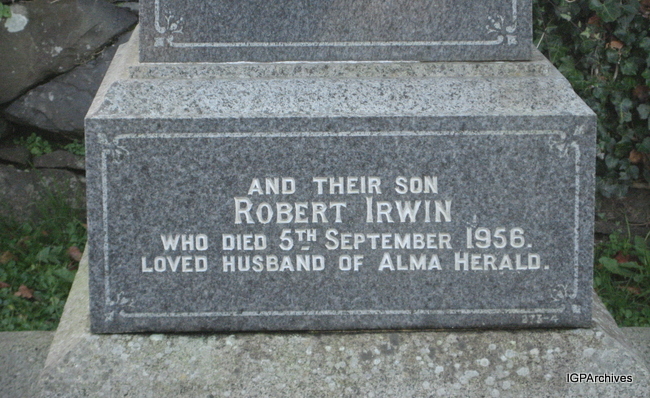 AND THEIR SON
ROBERT IRWIN
WHO DIED 5TH SEPTEMBER 1956.
LOVED HUSBAND OF ALMA HERALD.
IGPArchives